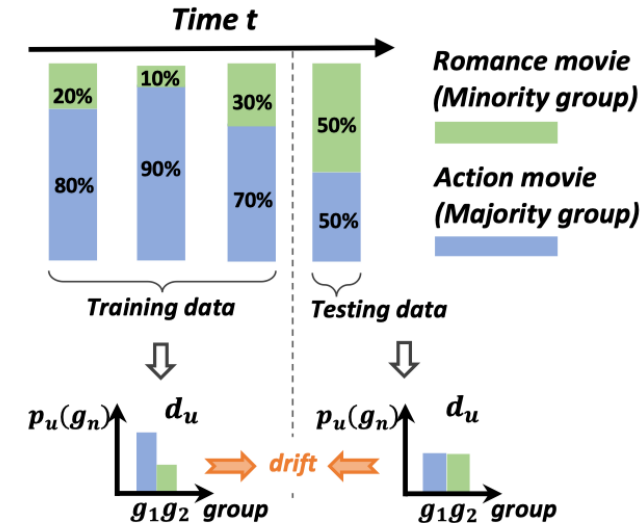 Time t
20%
10%
30%
50%
80%
90%
70%
50%
Romance movie
(Minority group)
Action movie
(Majority group)
Training data
Testing data
pᵤ(gₙ)
dᵤ
drift
g₁g₂ group
pᵤ(gₙ)
dᵤ
g₁g₂ group